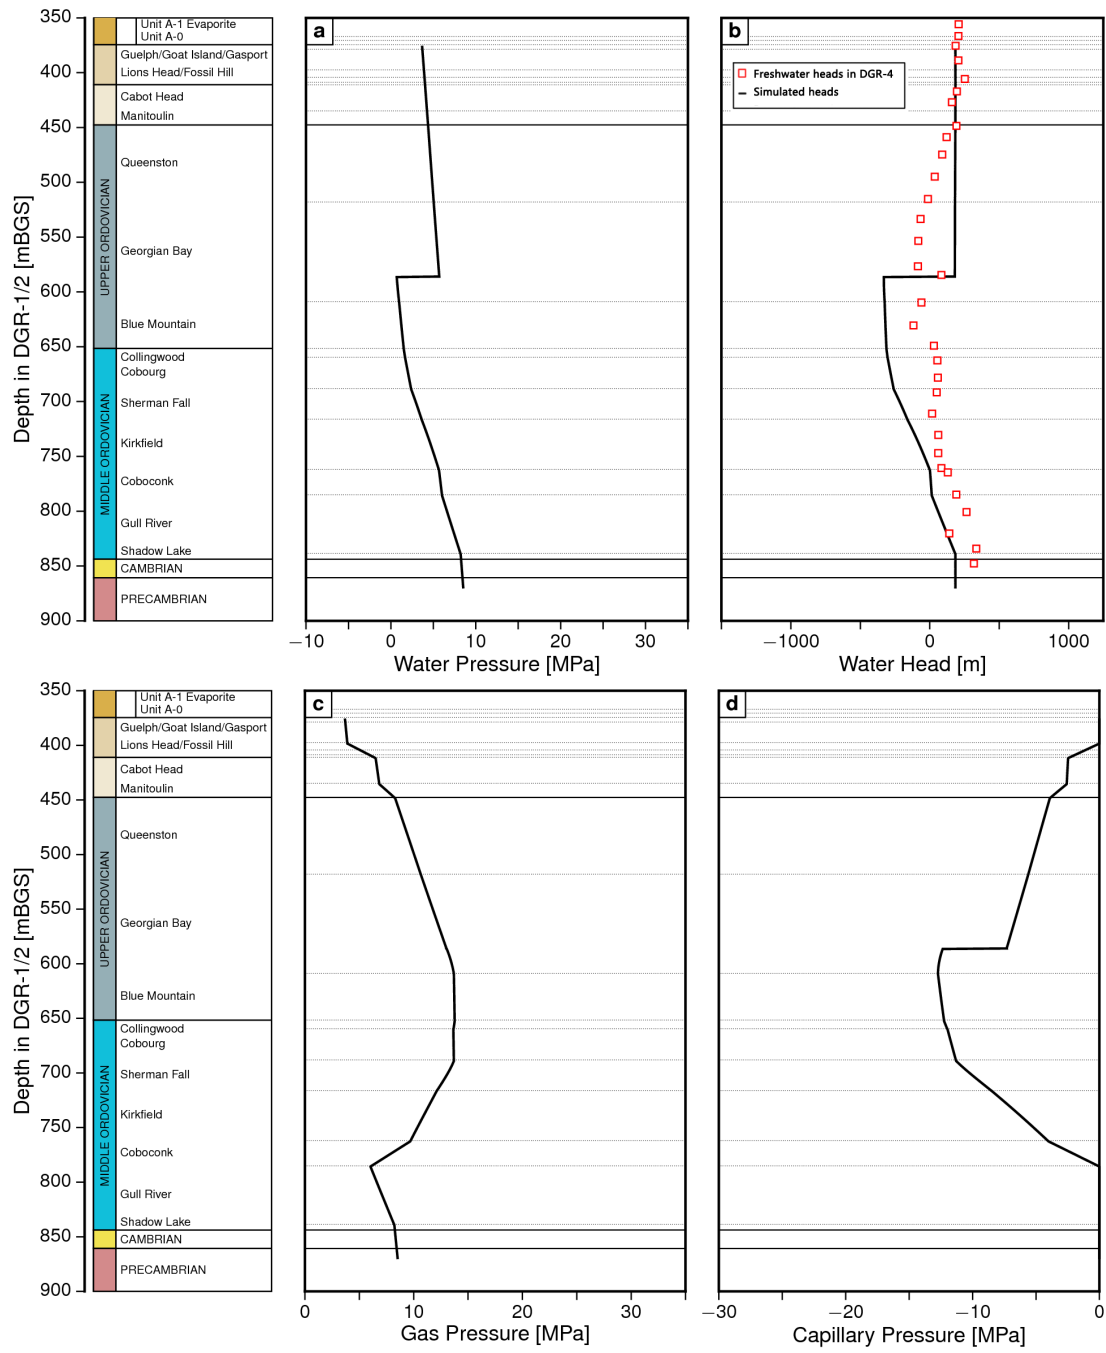 350
400
450
500
550
600
650
700
750
800
850
900
Depth in DGR-1/2 [mBGS]
Unit A-1 Evaporite
Unit A-0
Guelph/Goat Island/Gasport
Lions Head/Fossil Hill
Cabot Head
Manitoulin
UPPER ORDOVICIAN
Queenston
Georgian Bay
Blue Mountain
MIDDLE ORDOVICIAN
Collingwood
Cobourg
Sherman Fall
Kirkfield
Coboconk
Gull River
Shadow Lake
CAMBRIAN
PRECAMBRIAN
a
−10 0 10 20 30
Water Pressure [MPa]
b
Freshwater heads in DGR-4
Simulated heads
−1000 0 1000
Water Head [m]
350
400
450
500
550
600
650
700
750
800
850
900
Depth in DGR-1/2 [mBGS]
Unit A-1 Evaporite
Unit A-0
Guelph/Goat Island/Gasport
Lions Head/Fossil Hill
Cabot Head
Manitoulin
UPPER ORDOVICIAN
Queenston
Georgian Bay
Blue Mountain
MIDDLE ORDOVICIAN
Collingwood
Cobourg
Sherman Fall
Kirkfield
Coboconk
Gull River
Shadow Lake
CAMBRIAN
PRECAMBRIAN
c
0 10 20 30
Gas Pressure [MPa]
d
−30 −20 −10 0
Capillary Pressure [MPa]